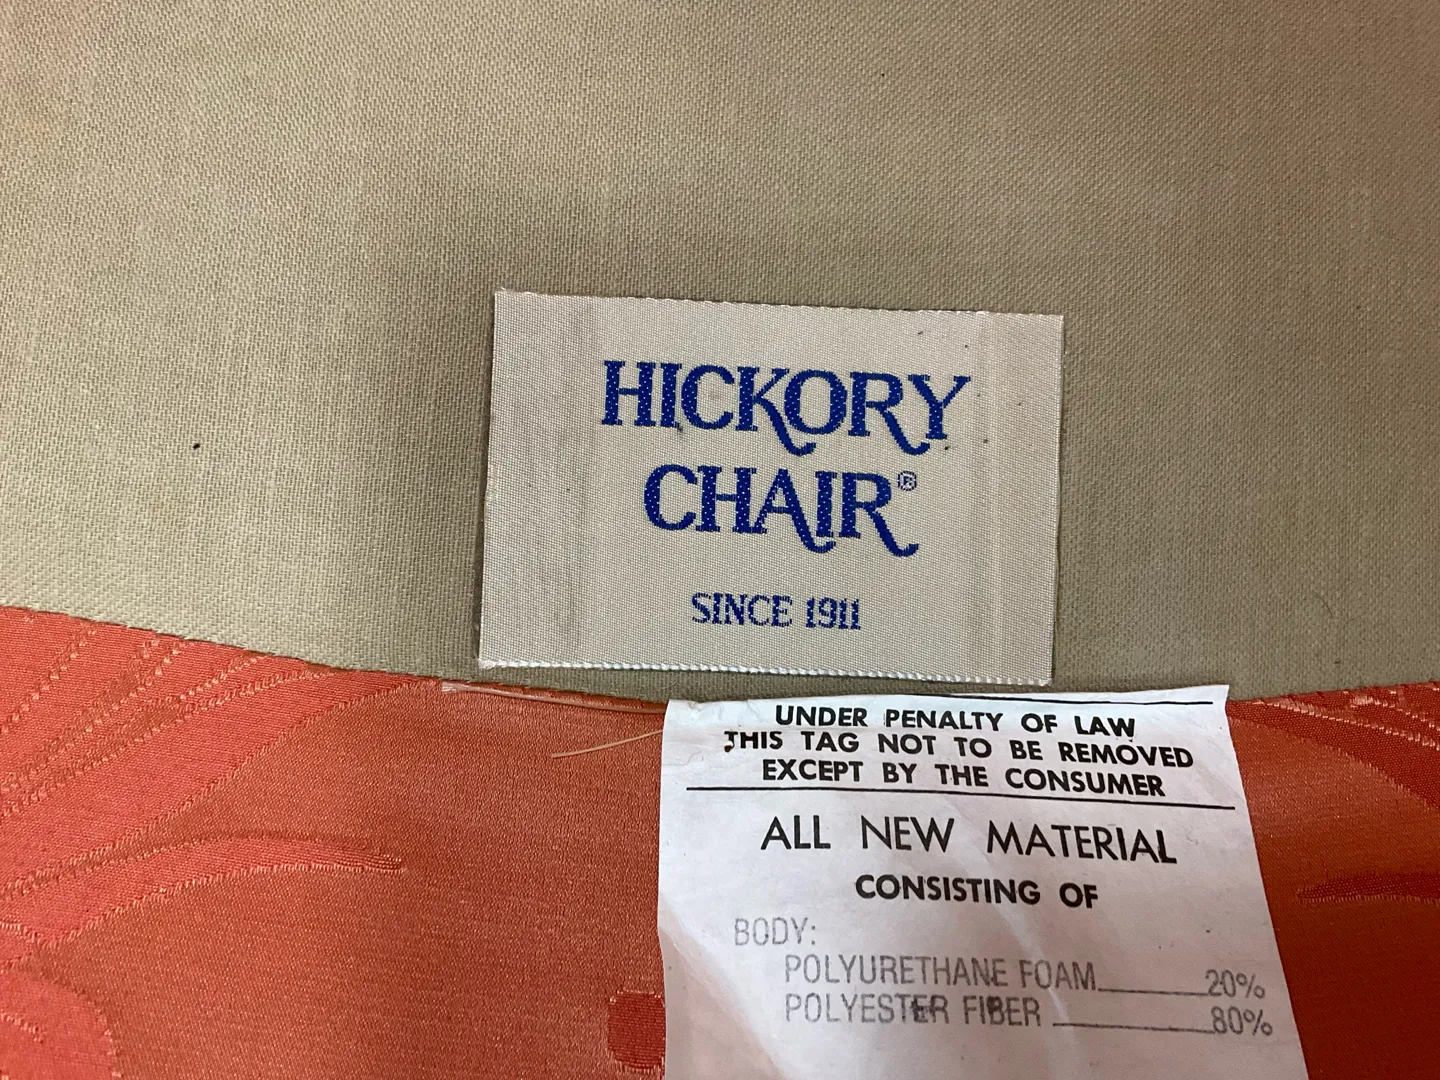 HICKORY
CHAIR®
SINCE 1911
UNDER PENALTY OF LAW
THIS TAG NOT TO BE REMOVED
EXCEPT BY THE CONSUMER
ALL NEW MATERIAL
CONSISTING OF
BODY:
POLYURETHANE FOAM 20%
POLYESTER FIBER 80%